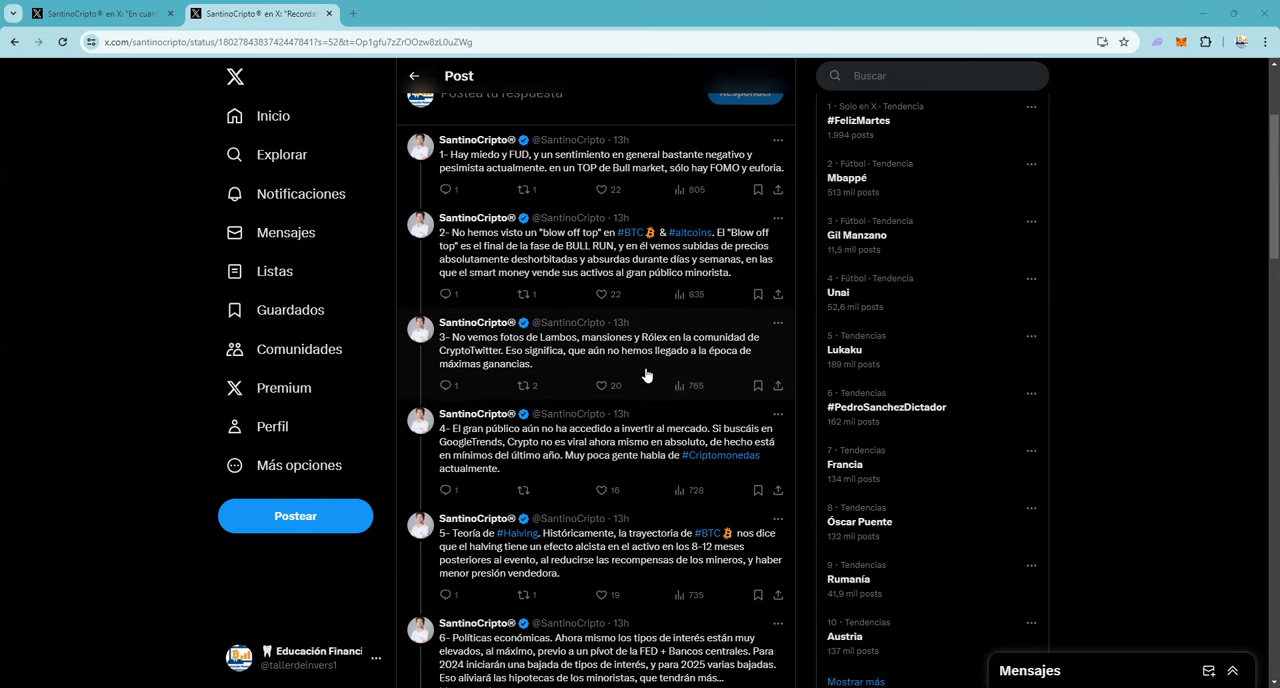 SantinoCripto® en X: "En cuan
SantinoCripto® en X: "Recorda
x.com/santinocripto/status/1802784383742447841?s=52&t=Op1gfu7zZrOOzw8zL0uZWg
Post
Postea tu respuesta
Responder
Inicio
Explorar
Notificaciones
Mensajes
Listas
Guardados
Comunidades
Premium
Perfil
Más opciones
Postear
Educación Financi
@tallerdeinvers1
SantinoCripto® @SantinoCripto · 13h
1- Hay miedo y FUD, y un sentimiento en general bastante negativo y
pesimista actualmente. en un TOP de Bull market, sólo hay FOMO y euforia.
1 1 22 805
SantinoCripto® @SantinoCripto · 13h
2- No hemos visto un "blow off top" en #BTC & #altcoins. El "Blow off
top" es el final de la fase de BULL RUN, y en él vemos subidas de precios
absolutamente deshorbitadas y absurdas durante días y semanas, en las
que el smart money vende sus activos al gran público minorista.
1 1 22 835
SantinoCripto® @SantinoCripto · 13h
3- No vemos fotos de Lambos, mansiones y Rólex en la comunidad de
CryptoTwitter. Eso significa, que aún no hemos llegado a la época de
máximas ganancias.
1 2 20 765
SantinoCripto® @SantinoCripto · 13h
4- El gran público aún no ha accedido a invertir al mercado. Si buscáis en
GoogleTrends, Crypto no es viral ahora mismo en absoluto, de hecho está
en mínimos del último año. Muy poca gente habla de #Criptomonedas
actualmente.
1 16 728
SantinoCripto® @SantinoCripto · 13h
5- Teoría de #Halving. Históricamente, la trayectoria de #BTC nos dice
que el halving tiene un efecto alcista en el activo en los 8-12 meses
posteriores al evento, al reducirse las recompensas de los mineros, y haber
menor presión vendedora.
1 1 19 735
SantinoCripto® @SantinoCripto · 13h
6- Políticas económicas. Ahora mismo los tipos de interés están muy
elevados, al máximo, previo a un pívot de la FED + Bancos centrales. Para
2024 iniciarán una bajada de tipos de interés, y para 2025 varias bajadas.
Eso aliviará las hipotecas de los minoristas, que tendrán más...
Buscar
1 · Solo en X · Tendencia
#FelizMartes
1.994 posts
2 · Fútbol · Tendencia
Mbappé
513 mil posts
3 · Fútbol · Tendencia
Gil Manzano
11,5 mil posts
4 · Fútbol · Tendencia
Unai
52,6 mil posts
5 · Tendencias
Lukaku
189 mil posts
6 · Tendencias
#PedroSanchezDictador
162 mil posts
7 · Tendencias
Francia
134 mil posts
8 · Tendencias
Óscar Puente
132 mil posts
9 · Tendencias
Rumanía
41,9 mil posts
10 · Tendencias
Austria
137 mil posts
Mostrar más
Mensajes